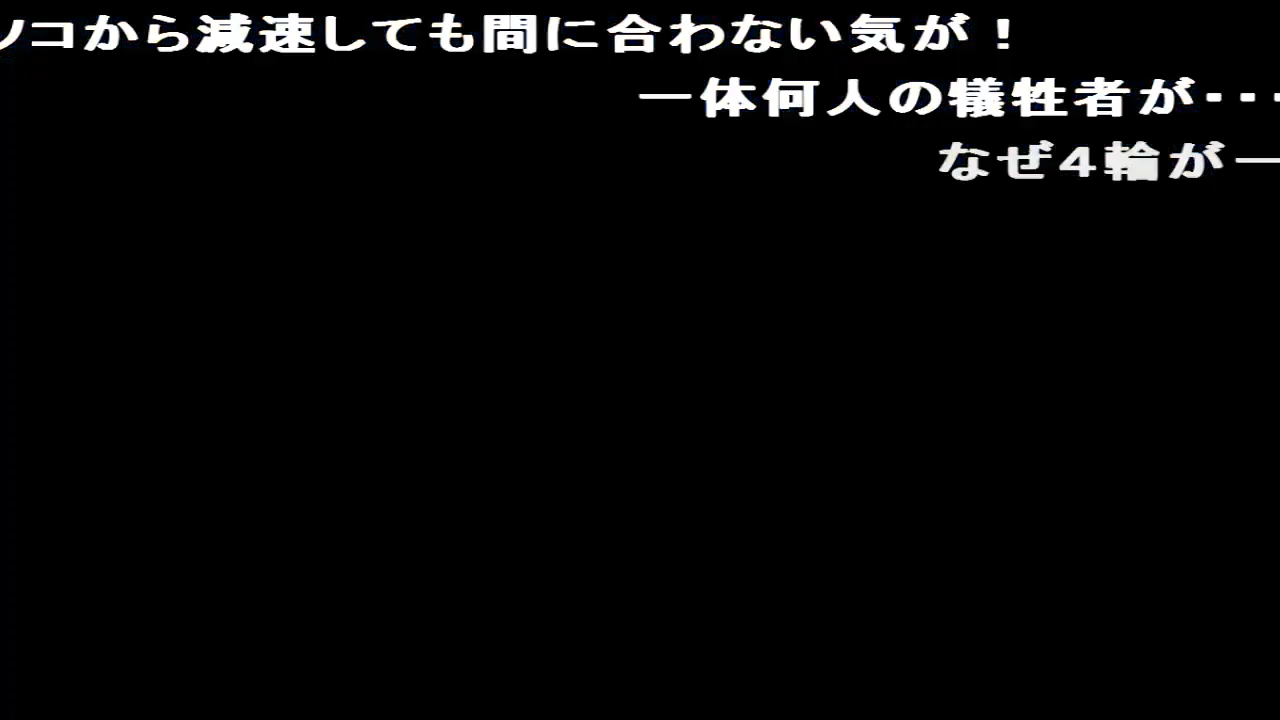 ソコから減速しても間に合わない気が！
一体何人の犠牲者が・・・
なぜ４輪が一